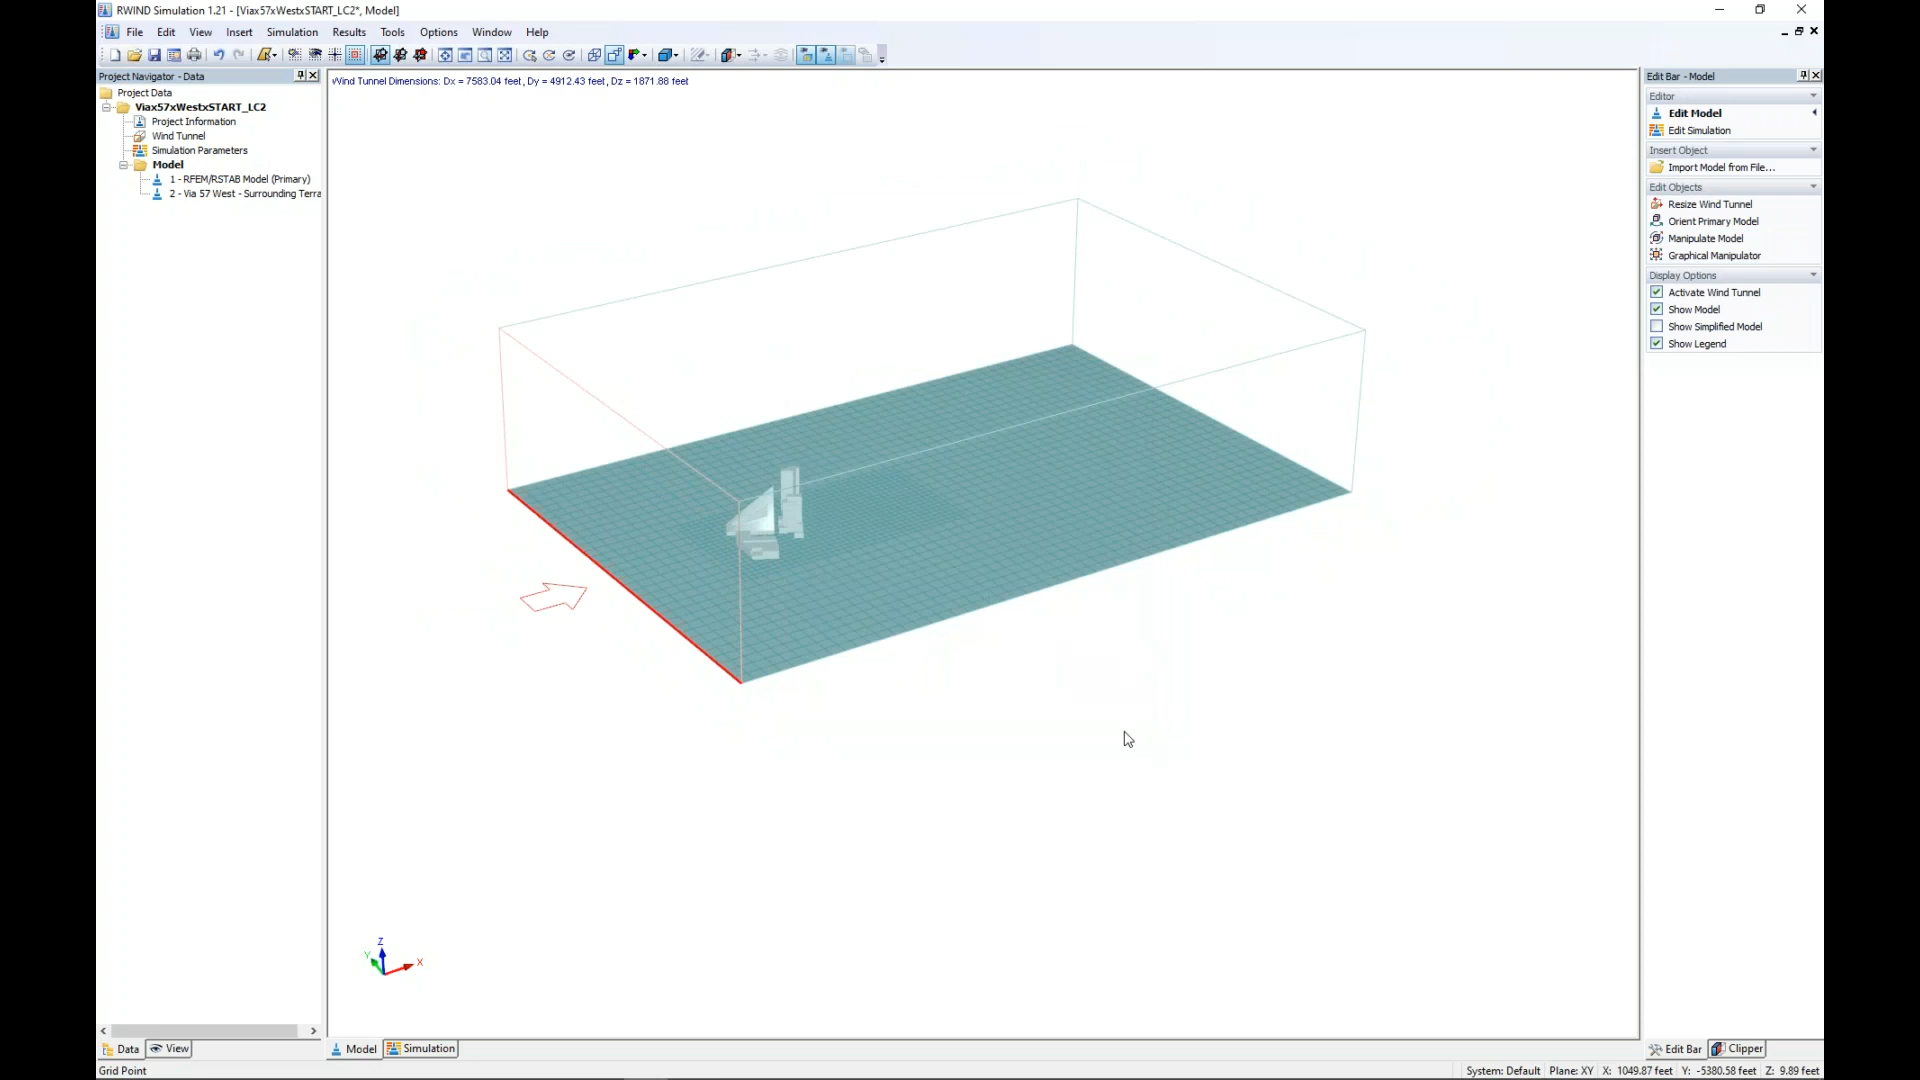 RWIND Simulation 1.21 - [Viax57xWestxSTART_LC2*, Model]
File Edit View Insert Simulation Results Tools Options Window Help
Project Navigator - Data
Project Data
Viax57xWestxSTART_LC2
Project Information
Wind Tunnel
Simulation Parameters
Model
1 - RFEM/RSTAB Model (Primary)
2 - Via 57 West - Surrounding Terra
Data View
Wind Tunnel Dimensions: Dx = 7583.04 feet, Dy = 4912.43 feet, Dz = 1871.88 feet
Z
Y
X
Model Simulation
Edit Bar - Model
Editor
Edit Model
Edit Simulation
Insert Object
Import Model from File...
Edit Objects
Resize Wind Tunnel
Orient Primary Model
Manipulate Model
Graphical Manipulator
Display Options
Activate Wind Tunnel
Show Model
Show Simplified Model
Show Legend
Edit Bar Clipper
Grid Point
System: Default Plane: XY X: 1049.87 feet Y: -5380.58 feet Z: 9.89 feet